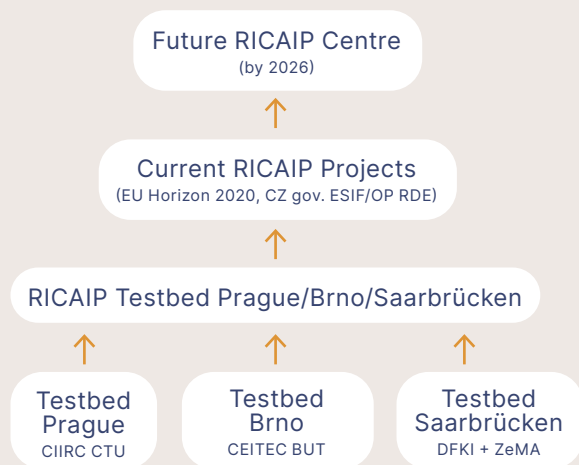 Future RICAIP Centre
(by 2026)
Current RICAIP Projects
(EU Horizon 2020, CZ gov. ESIF/OP RDE)
RICAIP Testbed Prague/Brno/Saarbrücken
Testbed
Prague
CIIRC CTU
Testbed
Brno
CEITEC BUT
Testbed
Saarbrücken
DFKI + ZeMA